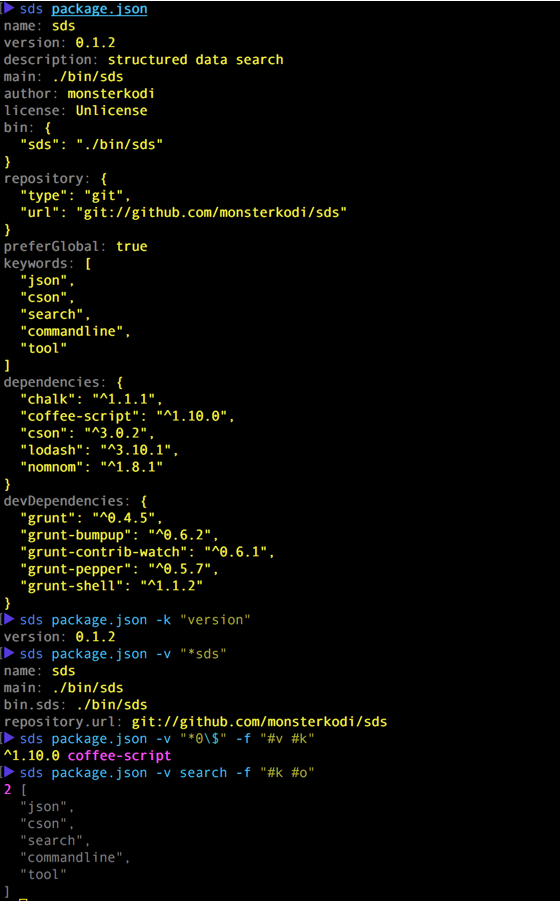 sds package.json
name: sds
version: 0.1.2
description: structured data search
main: ./bin/sds
author: monsterkodi
license: Unlicense
bin: {
  "sds": "./bin/sds"
}
repository: {
  "type": "git",
  "url": "git://github.com/monsterkodi/sds"
}
preferGlobal: true
keywords: [
  "json",
  "cson",
  "search",
  "commandline",
  "tool"
]
dependencies: {
  "chalk": "^1.1.1",
  "coffee-script": "^1.10.0",
  "cson": "^3.0.2",
  "lodash": "^3.10.1",
  "nomnom": "^1.8.1"
}
devDependencies: {
  "grunt": "^0.4.5",
  "grunt-bumpup": "^0.6.2",
  "grunt-contrib-watch": "^0.6.1",
  "grunt-pepper": "^0.5.7",
  "grunt-shell": "^1.1.2"
}
sds package.json -k "version"
version: 0.1.2
sds package.json -v "*sds"
name: sds
main: ./bin/sds
bin.sds: ./bin/sds
repository.url: git://github.com/monsterkodi/sds
sds package.json -v "*0\$" -f "#v #k"
^1.10.0 coffee-script
sds package.json -v search -f "#k #o"
2 [
  "json",
  "cson",
  "search",
  "commandline",
  "tool"
]